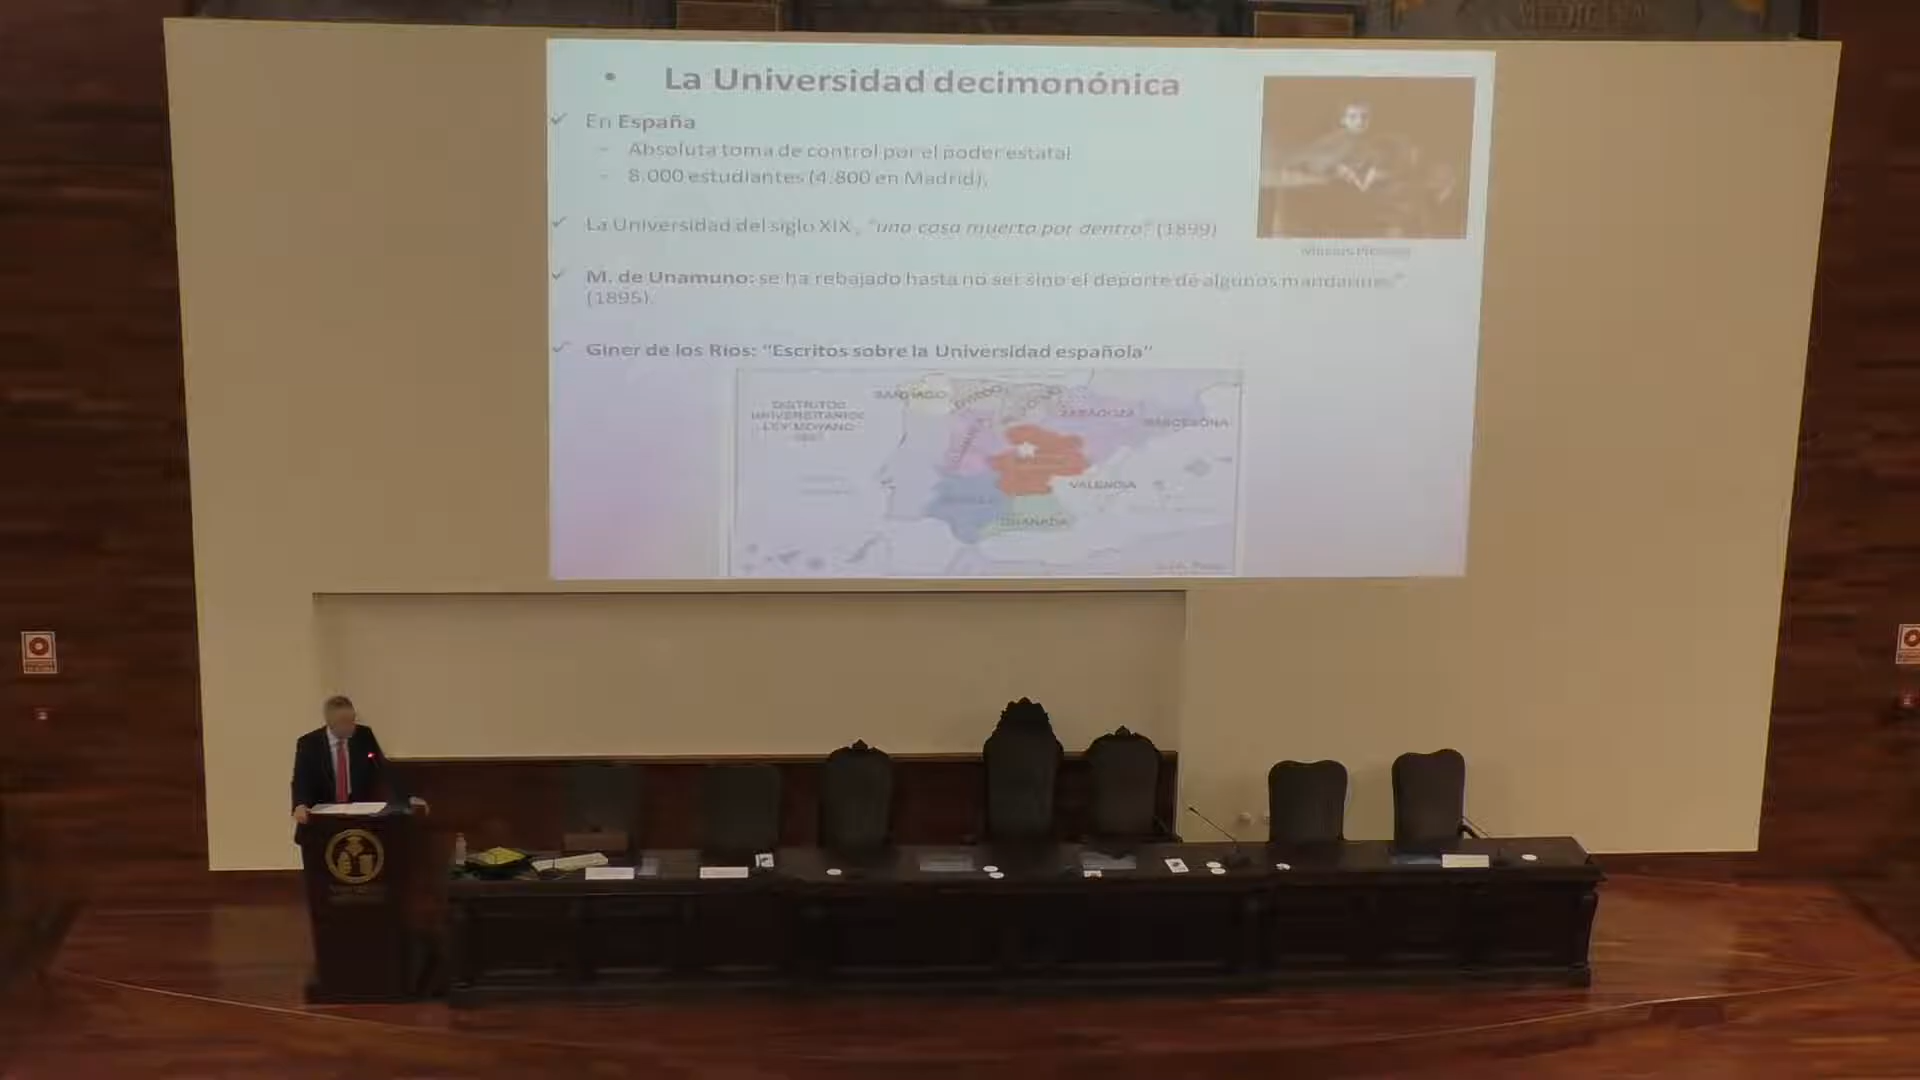 MEDICINA
• La Universidad decimonónica
✓ En España
- Absoluta toma de control por el poder estatal
- 8.000 estudiantes (4.800 en Madrid),
✓ La Universidad del siglo XIX, "una casa muerta por dentro" (1899)
✓ M. de Unamuno: se ha rebajado hasta no ser sino el deporte de algunos mandarines"
(1895).
✓ Giner de los Ríos: "Escritos sobre la Universidad española"
DISTRITOS
UNIVERSITARIOS
LEY MOYANO
SANTIAGO
OVIEDO
ZARAGOZA
BARCELONA
VALENCIA
GRANADA